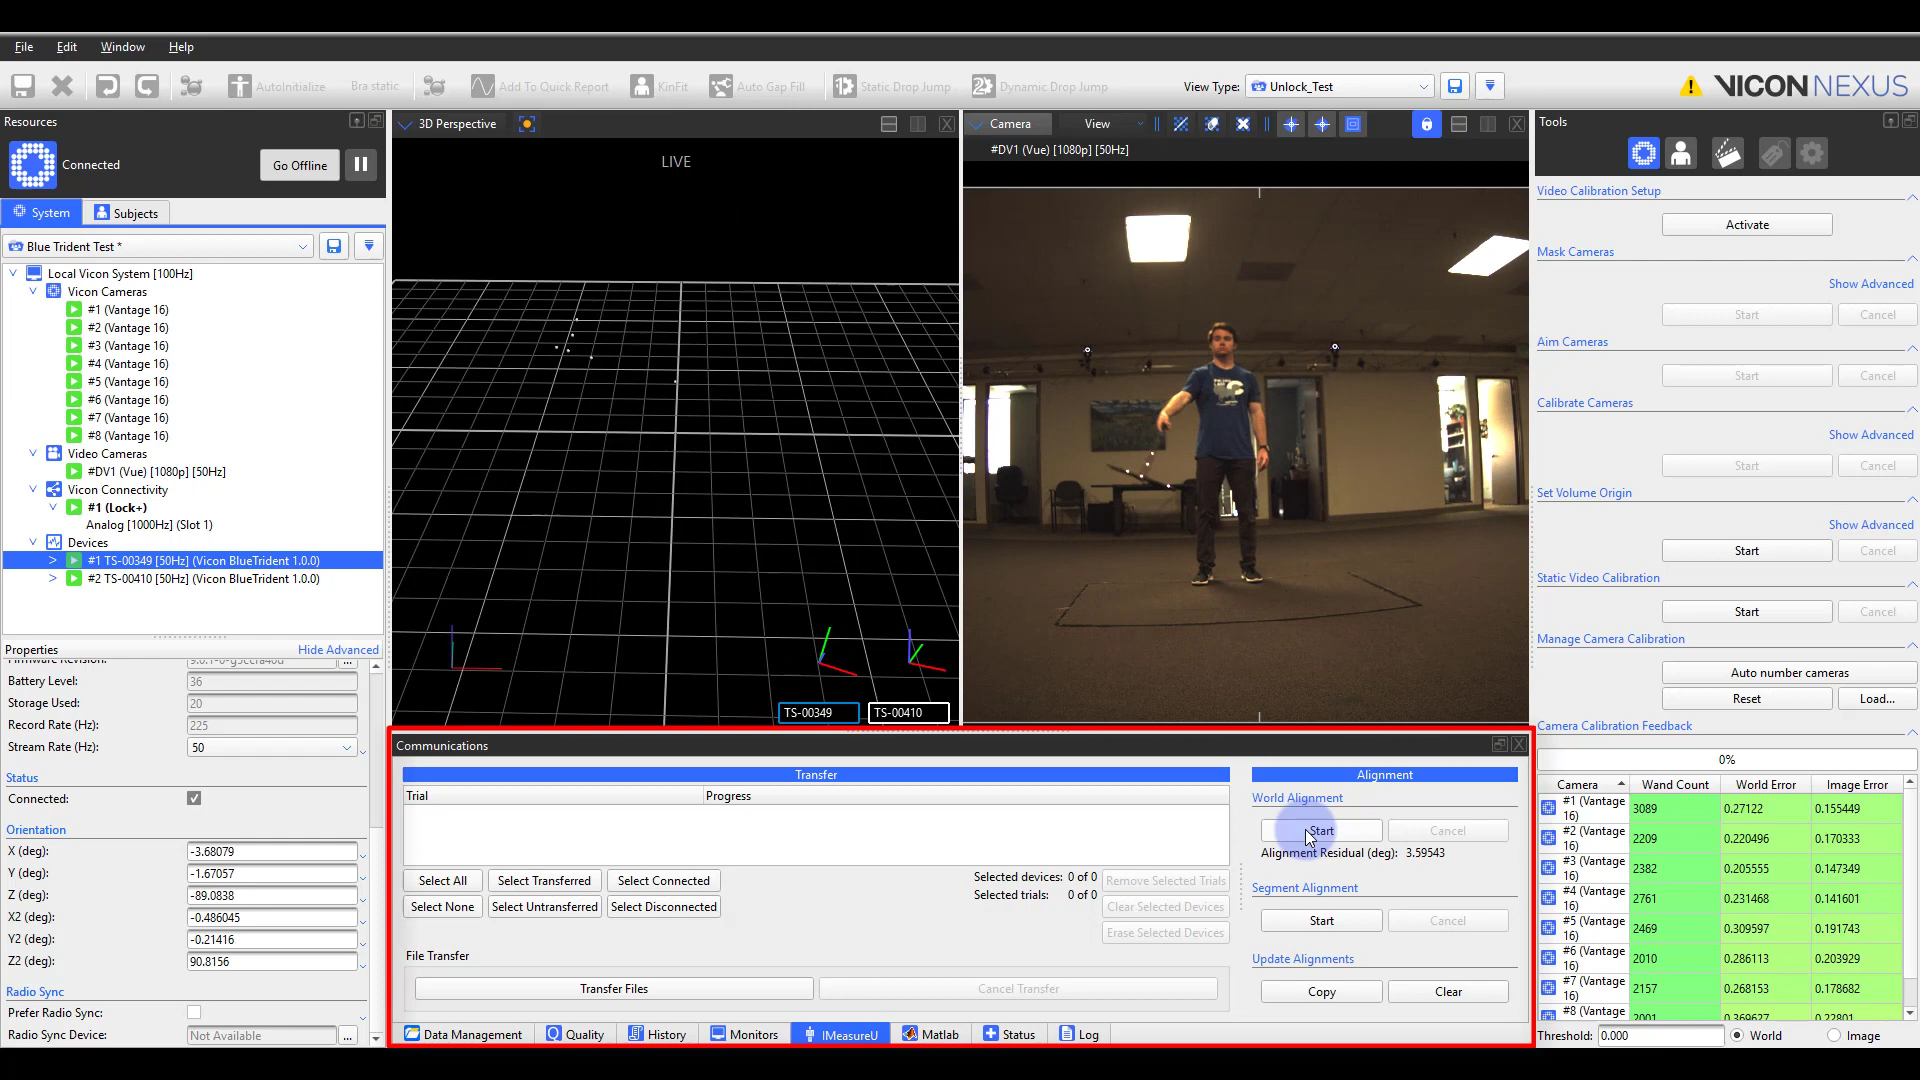 File Edit Window Help
AutoInitialize Bra static Add To Quick Report KinFit Auto Gap Fill Static Drop Jump Dynamic Drop Jump View Type: Unlock_Test VICON NEXUS
Resources
Connected Go Offline
System Subjects
Blue Trident Test *
Local Vicon System [100Hz]
Vicon Cameras
#1 (Vantage 16)
#2 (Vantage 16)
#3 (Vantage 16)
#4 (Vantage 16)
#5 (Vantage 16)
#6 (Vantage 16)
#7 (Vantage 16)
#8 (Vantage 16)
Video Cameras
#DV1 (Vue) [1080p] [50Hz]
Vicon Connectivity
#1 (Lock+)
Analog [1000Hz] (Slot 1)
Devices
#1 TS-00349 [50Hz] (Vicon BlueTrident 1.0.0)
#2 TS-00410 [50Hz] (Vicon BlueTrident 1.0.0)
Properties Hide Advanced
Firmware Revision:
Battery Level: 36
Storage Used: 20
Record Rate (Hz): 225
Stream Rate (Hz): 50
Status
Connected:
Orientation
X (deg): -3.68079
Y (deg): -1.67057
Z (deg): -89.0838
X2 (deg): -0.486045
Y2 (deg): -0.21416
Z2 (deg): 90.8156
Radio Sync
Prefer Radio Sync:
Radio Sync Device: Not Available ...
3D Perspective
LIVE
TS-00349 TS-00410
Camera View
#DV1 (Vue) [1080p] [50Hz]
Communications
Transfer
Trial Progress
Select All Select Transferred Select Connected
Select None Select Untransferred Select Disconnected
Selected devices: 0 of 0 Remove Selected Trials
Selected trials: 0 of 0 Clear Selected Devices
Erase Selected Devices
File Transfer
Transfer Files Cancel Transfer
Alignment
World Alignment
Start Cancel
Alignment Residual (deg): 3.59543
Segment Alignment
Start Cancel
Update Alignments
Copy Clear
Data Management Quality History Monitors IMeasureU Matlab Status Log
Tools
Video Calibration Setup
Activate
Mask Cameras
Show Advanced
Start Cancel
Aim Cameras
Start Cancel
Calibrate Cameras
Show Advanced
Start Cancel
Set Volume Origin
Show Advanced
Start Cancel
Static Video Calibration
Start Cancel
Manage Camera Calibration
Auto number cameras
Reset Load...
Camera Calibration Feedback
0%
Camera Wand Count World Error Image Error
#1 (Vantage 16) 3089 0.27122 0.155449
#2 (Vantage 16) 2209 0.220496 0.170333
#3 (Vantage 16) 2382 0.205555 0.147349
#4 (Vantage 16) 2761 0.231468 0.141601
#5 (Vantage 16) 2469 0.309597 0.191743
#6 (Vantage 16) 2010 0.286113 0.203929
#7 (Vantage 16) 2157 0.268153 0.178682
#8 (Vantage 2001 0.369627 0.22801
Threshold: 0.000 World Image